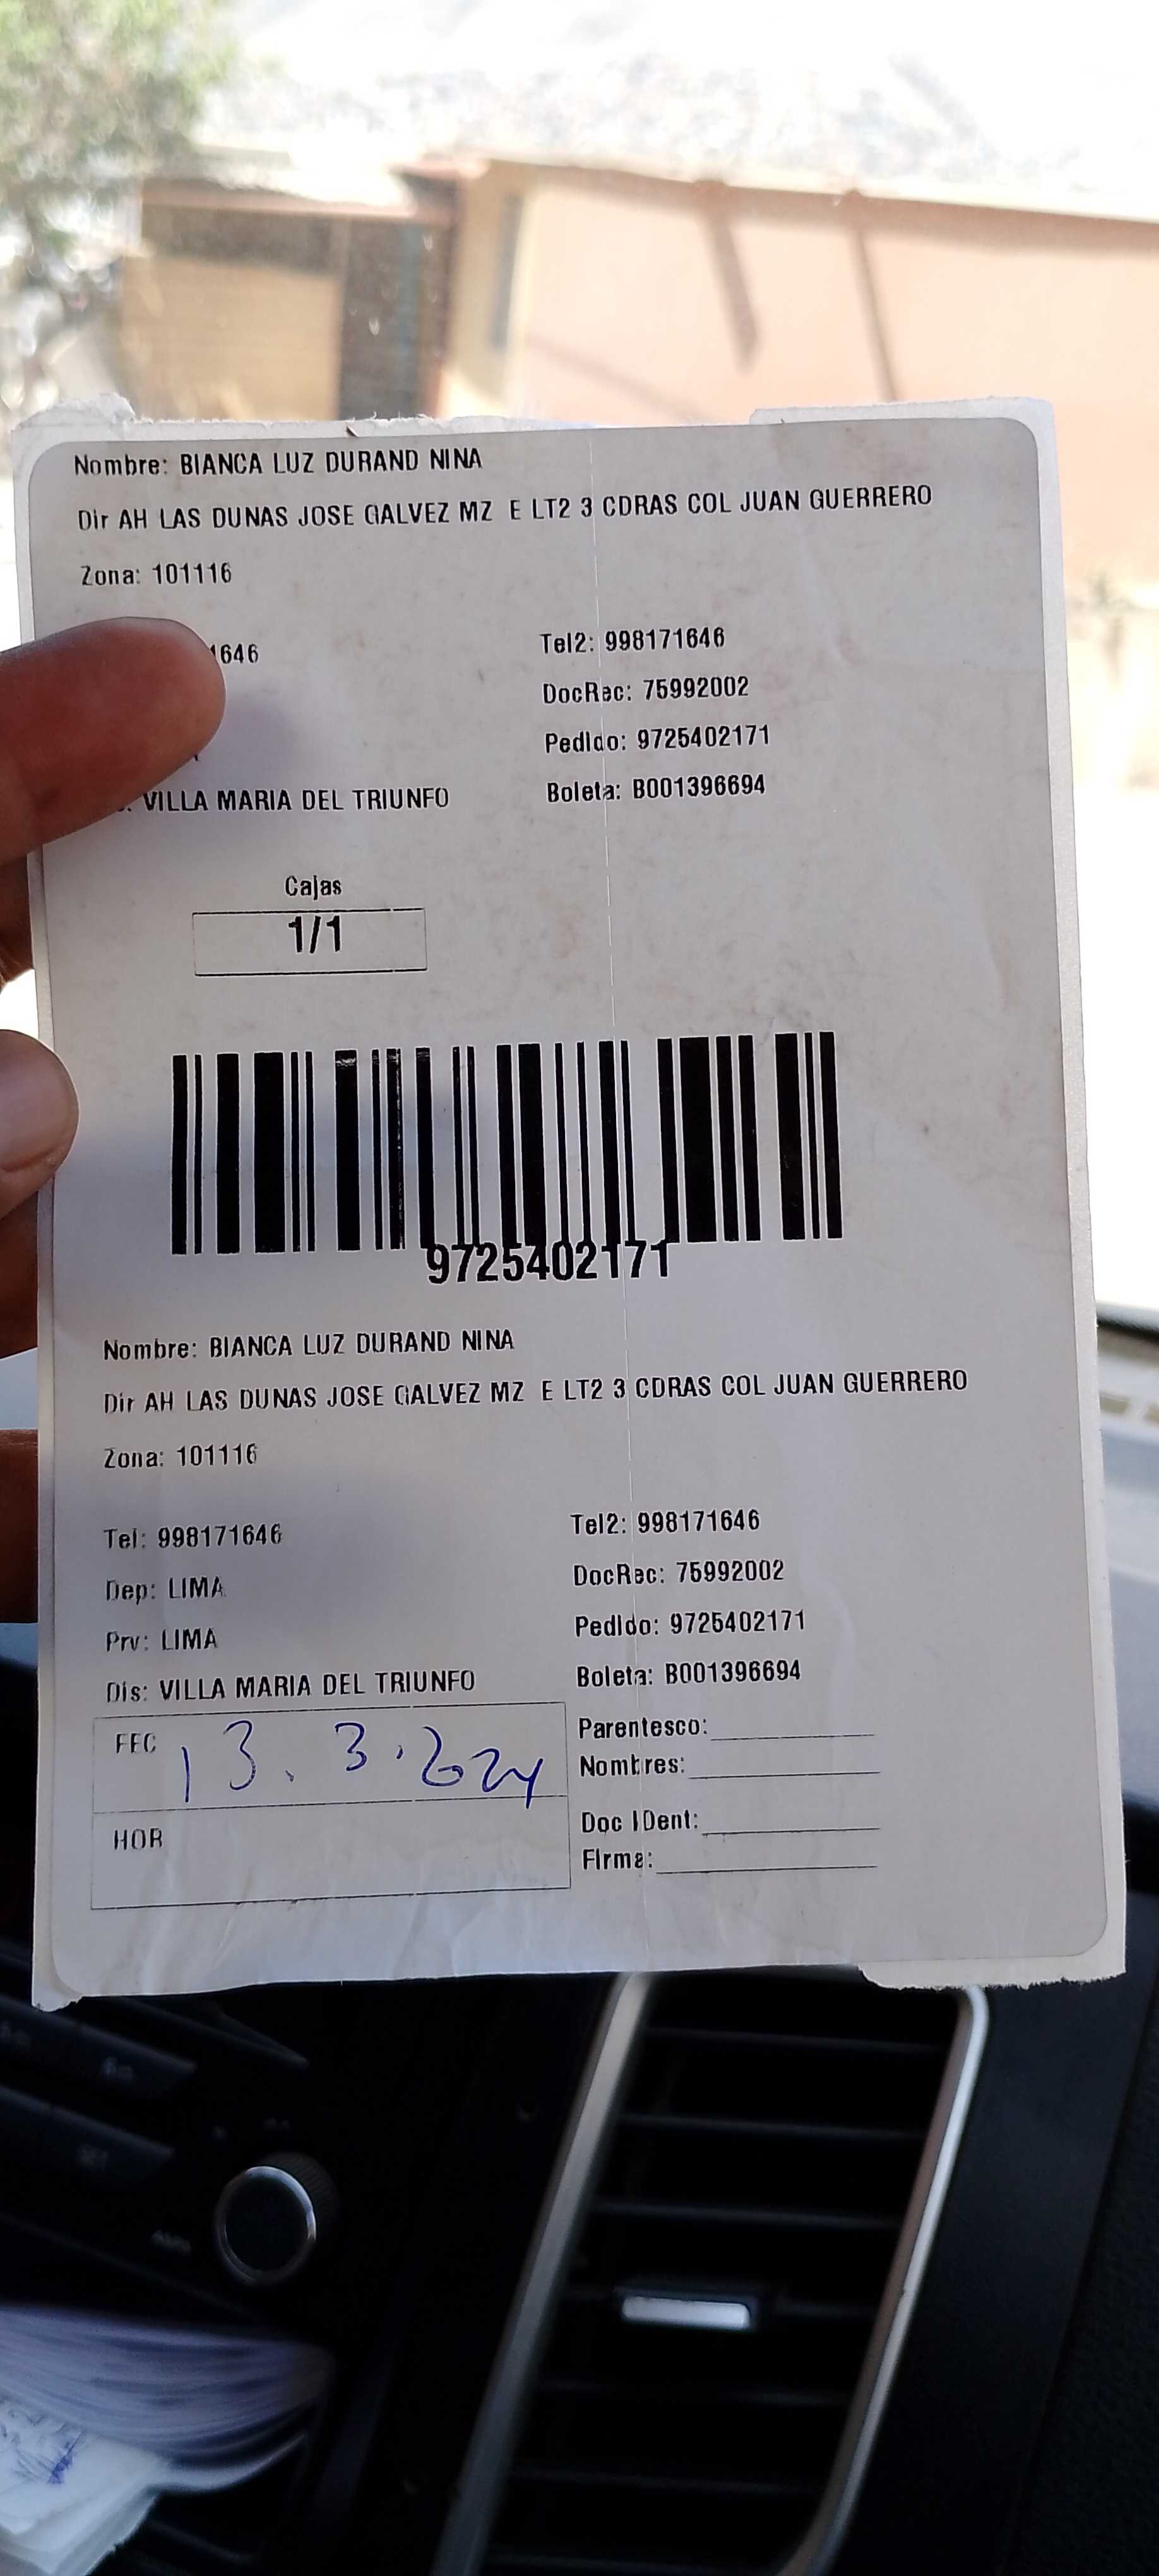 Nombre: BIANCA LUZ DURAND NINA
Dir AH LAS DUNAS JOSE GALVEZ MZ E LT2 3 CDRAS COL JUAN GUERRERO
Zona: 101116
1646 Tel2: 998171646
DocRec: 75992002
Pedido: 9725402171
VILLA MARIA DEL TRIUNFO Boleta: B001396694
Cajas
1/1
9725402171
Nombre: BIANCA LUZ DURAND NINA
Dir AH LAS DUNAS JOSE GALVEZ MZ E LT2 3 CDRAS COL JUAN GUERRERO
Zona: 101116
Tel: 998171646 Tel2: 998171646
Dep: LIMA DocRec: 75992002
Prv: LIMA Pedido: 9725402171
Dis: VILLA MARIA DEL TRIUNFO Boleta: B001396694
FEC 13.3.2024 Parentesco:
Nombres:
HOR Doc IDent:
Firma: